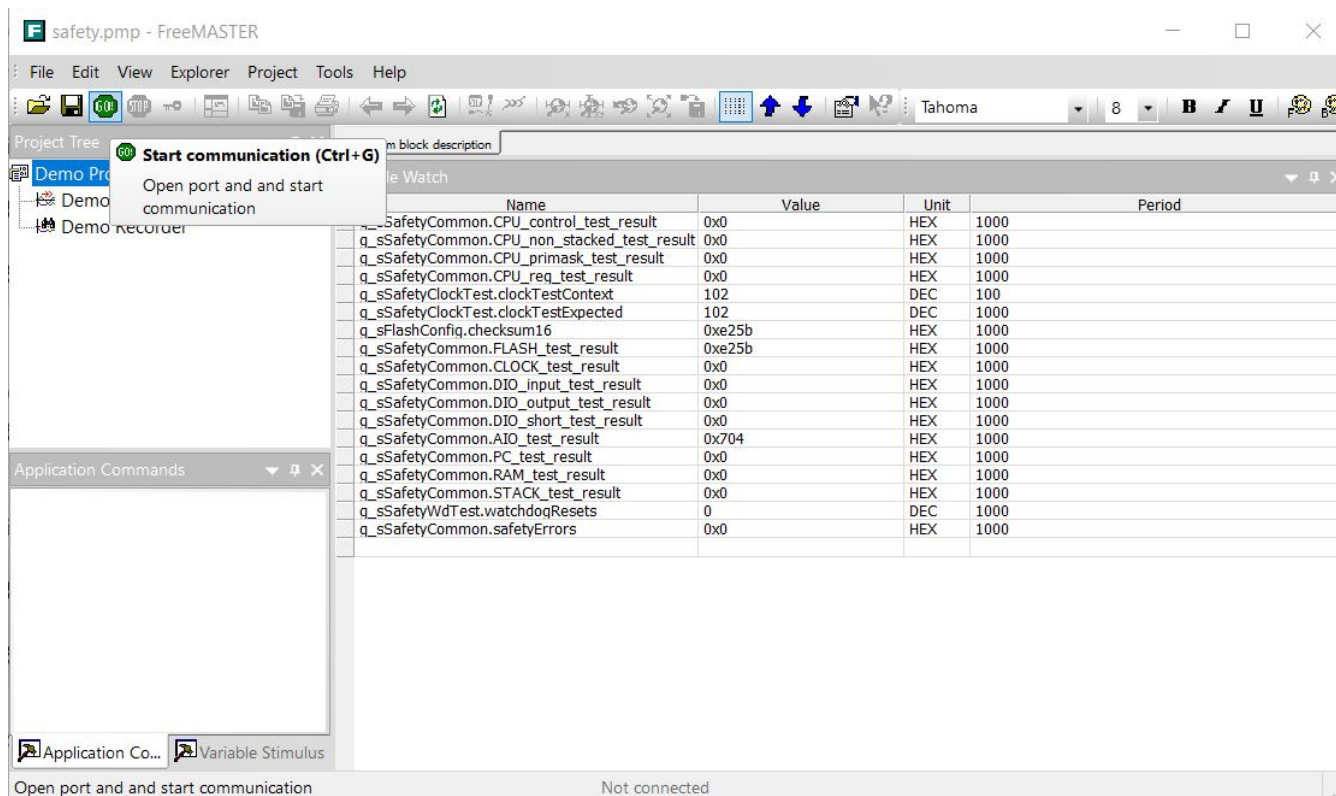 safety.pmp - FreeMASTER
File Edit View Explorer Project Tools Help
GO! STOP Tahoma 8 B I U
Project Tree
m block description
Start communication (Ctrl+G)
Open port and and start
communication
Demo Pro
Demo
Demo Recorder
le Watch
Name Value Unit Period
g_sSafetyCommon.CPU_control_test_result 0x0 HEX 1000
g_sSafetyCommon.CPU_non_stacked_test_result 0x0 HEX 1000
g_sSafetyCommon.CPU_primask_test_result 0x0 HEX 1000
g_sSafetyCommon.CPU_reg_test_result 0x0 HEX 1000
g_sSafetyClockTest.clockTestContext 102 DEC 100
g_sSafetyClockTest.clockTestExpected 102 DEC 1000
g_sFlashConfig.checksum16 0xe25b HEX 1000
g_sSafetyCommon.FLASH_test_result 0xe25b HEX 1000
g_sSafetyCommon.CLOCK_test_result 0x0 HEX 1000
g_sSafetyCommon.DIO_input_test_result 0x0 HEX 1000
g_sSafetyCommon.DIO_output_test_result 0x0 HEX 1000
g_sSafetyCommon.DIO_short_test_result 0x0 HEX 1000
g_sSafetyCommon.AIO_test_result 0x704 HEX 1000
g_sSafetyCommon.PC_test_result 0x0 HEX 1000
g_sSafetyCommon.RAM_test_result 0x0 HEX 1000
g_sSafetyCommon.STACK_test_result 0x0 HEX 1000
g_sSafetyWdTest.watchdogResets 0 DEC 1000
g_sSafetyCommon.safetyErrors 0x0 HEX 1000
Application Commands
Application Co... Variable Stimulus
Open port and and start communication Not connected